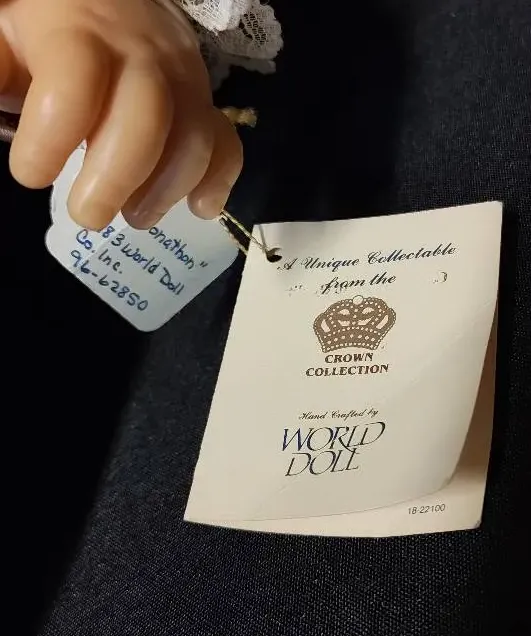 onathon"
83 World Doll
Co. Inc.
96-62850
A Unique Collectable
from the
CROWN
COLLECTION
Hand Crafted by
WORLD
DOLL
18-22100